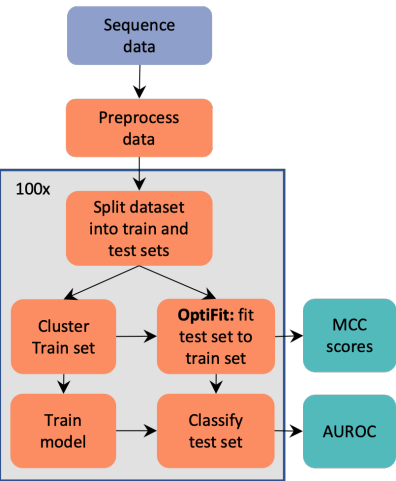 Sequence
data
Preprocess
data
100x
Split dataset
into train and
test sets
Cluster
Train set
OptiFit: fit
test set to
train set
MCC
scores
Train
model
Classify
test set
AUROC